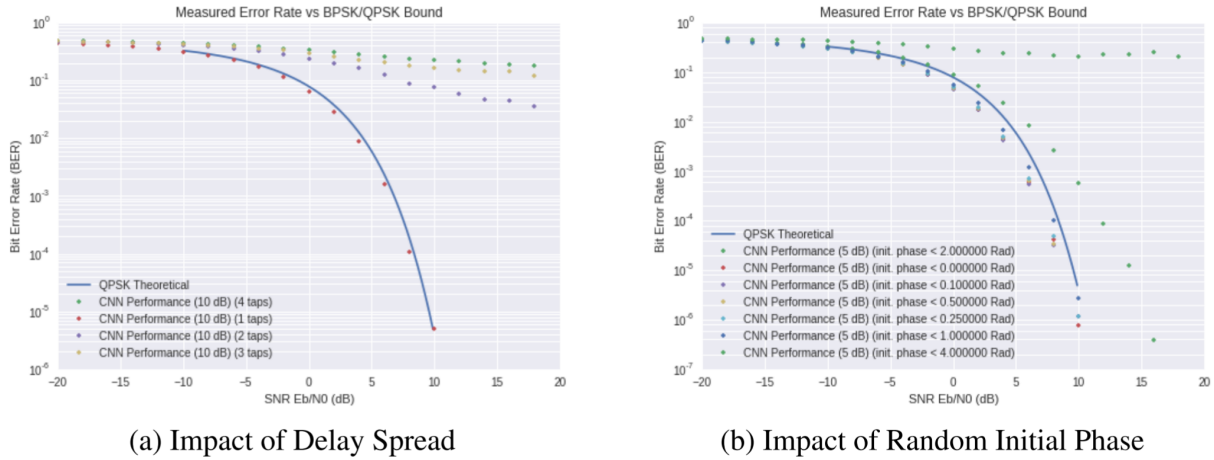 Measured Error Rate vs BPSK/QPSK Bound
10^0
10^-1
10^-2
10^-3
10^-4
10^-5
10^-6
Bit Error Rate (BER)
QPSK Theoretical
CNN Performance (10 dB) (4 taps)
CNN Performance (10 dB) (1 taps)
CNN Performance (10 dB) (2 taps)
CNN Performance (10 dB) (3 taps)
−20 −15 −10 −5 0 5 10 15 20
SNR Eb/N0 (dB)
(a) Impact of Delay Spread
Measured Error Rate vs BPSK/QPSK Bound
10^0
10^-1
10^-2
10^-3
10^-4
10^-5
10^-6
10^-7
Bit Error Rate (BER)
QPSK Theoretical
CNN Performance (5 dB) (init. phase < 2.000000 Rad)
CNN Performance (5 dB) (init. phase < 0.000000 Rad)
CNN Performance (5 dB) (init. phase < 0.100000 Rad)
CNN Performance (5 dB) (init. phase < 0.500000 Rad)
CNN Performance (5 dB) (init. phase < 0.250000 Rad)
CNN Performance (5 dB) (init. phase < 1.000000 Rad)
CNN Performance (5 dB) (init. phase < 4.000000 Rad)
−20 −15 −10 −5 0 5 10 15 20
SNR Eb/N0 (dB)
(b) Impact of Random Initial Phase